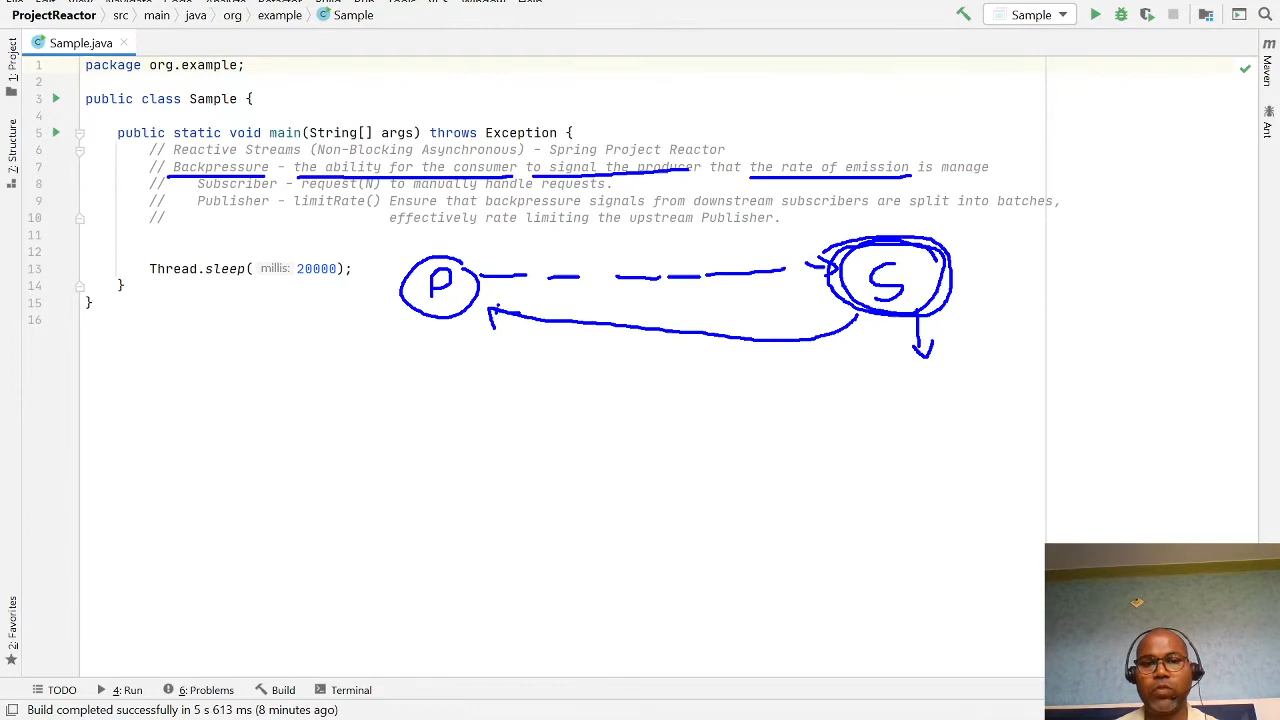 ProjectReactor > src > main > java > org > example > Sample
Sample
Sample.java
1: Project
7: Structure
2: Favorites
Maven
Ant
1 package org.example;
2
3 public class Sample {
4
5 public static void main(String[] args) throws Exception {
6 // Reactive Streams (Non-Blocking Asynchronous) - Spring Project Reactor
7 // Backpressure - the ability for the consumer to signal the producer that the rate of emission is manage
8 // Subscriber - request(N) to manually handle requests.
9 // Publisher - limitRate() Ensure that backpressure signals from downstream subscribers are split into batches,
10 // effectively rate limiting the upstream Publisher.
11
12
13 Thread.sleep( millis: 20000);
14 }
15 }
16
P
S
TODO 4: Run 6: Problems Build Terminal
Build completed successfully in 5 s 613 ms (8 minutes ago)